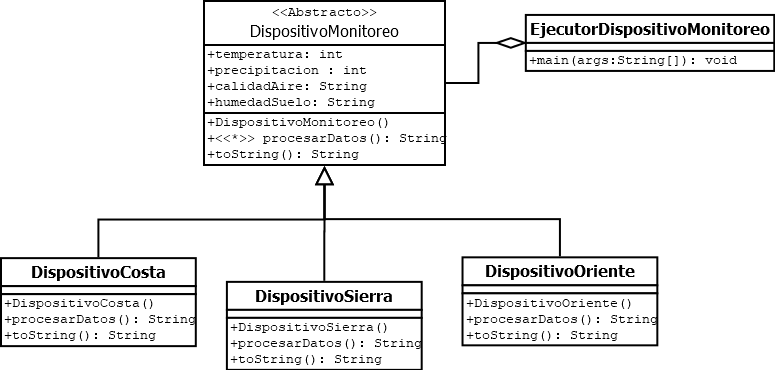 <<Abstracto>>
DispositivoMonitoreo
+temperatura: int
+precipitacion : int
+calidadAire: String
+humedadSuelo: String
+DispositivoMonitoreo()
+<<*>> procesarDatos(): String
+toString(): String
EjecutorDispositivoMonitoreo
+main(args:String[]): void
DispositivoCosta
+DispositivoCosta()
+procesarDatos(): String
+toString(): String
DispositivoSierra
+DispositivoSierra()
+procesarDatos(): String
+toString(): String
DispositivoOriente
+DispositivoOriente()
+procesarDatos(): String
+toString(): String